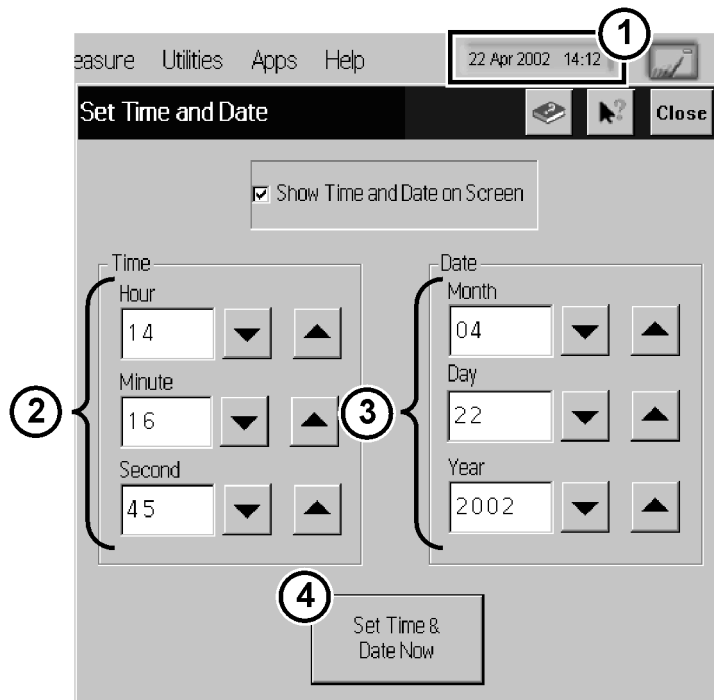 1
easure Utilities Apps Help 22 Apr 2002 14:12
Set Time and Date Close
Show Time and Date on Screen
Time Date
Hour Month
14 04
Minute Day
2 16 3 22
Second Year
45 2002
4
Set Time &
Date Now